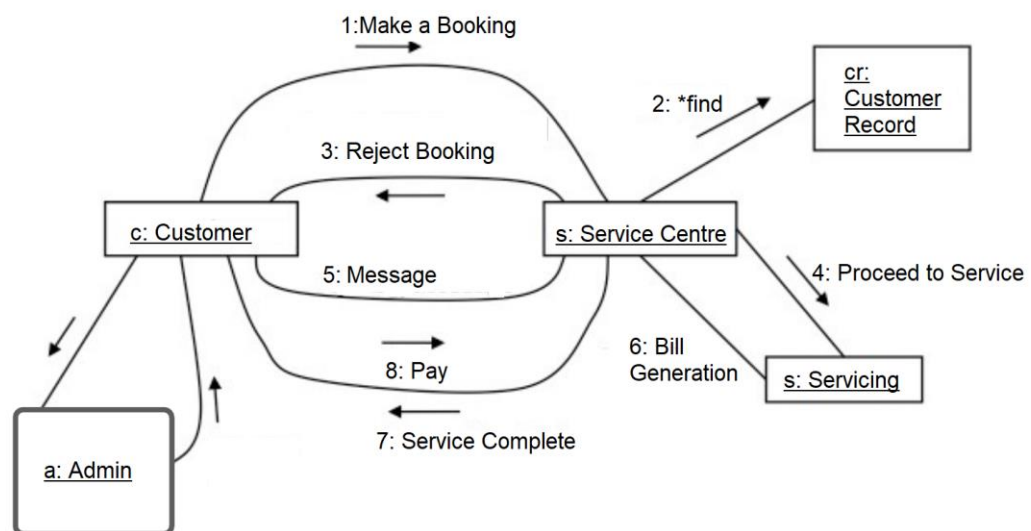 1:Make a Booking
cr:
Customer
Record
2: *find
3: Reject Booking
c: Customer
s: Service Centre
5: Message
4: Proceed to Service
6: Bill
Generation
8: Pay
s: Servicing
7: Service Complete
a: Admin